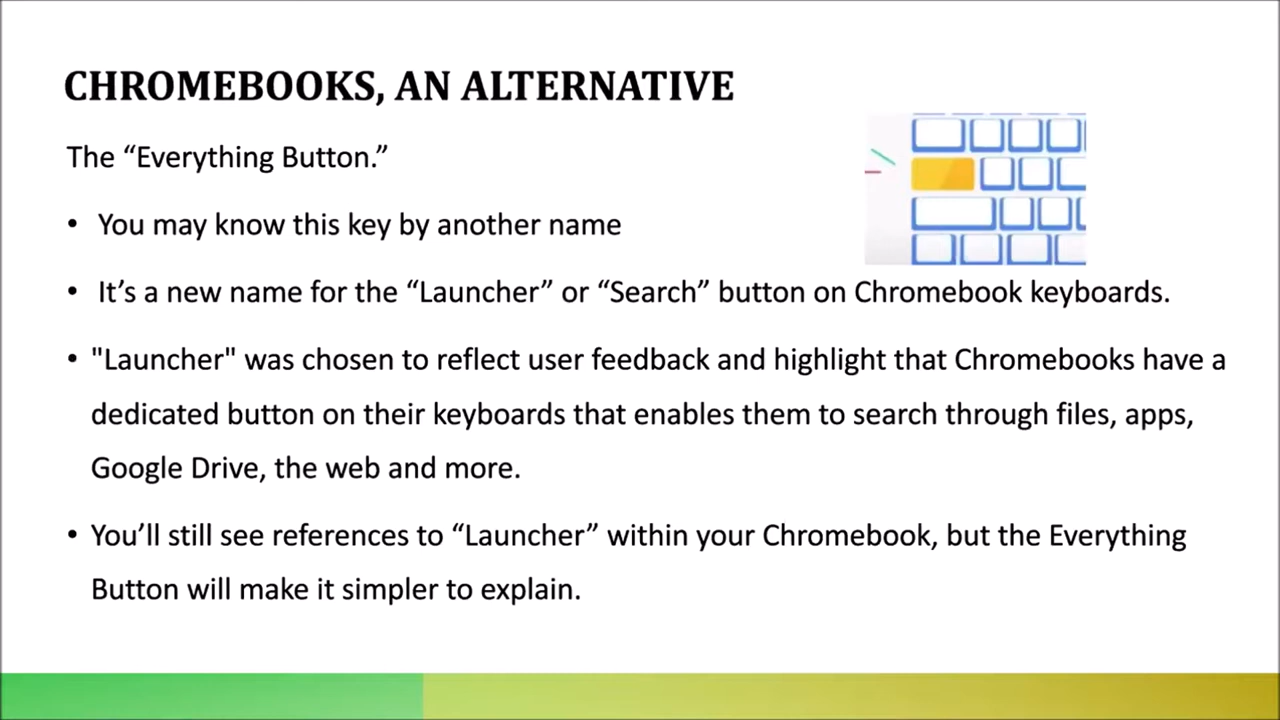 CHROMEBOOKS, AN ALTERNATIVE
The “Everything Button.”
• You may know this key by another name
• It’s a new name for the “Launcher” or “Search” button on Chromebook keyboards.
• "Launcher" was chosen to reflect user feedback and highlight that Chromebooks have a
dedicated button on their keyboards that enables them to search through files, apps,
Google Drive, the web and more.
• You’ll still see references to “Launcher” within your Chromebook, but the Everything
Button will make it simpler to explain.